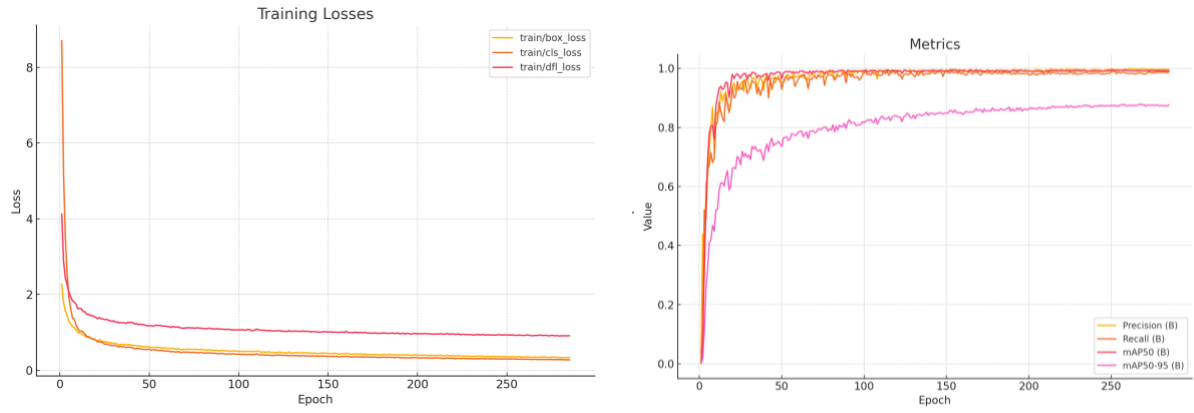 Training Losses
train/box_loss
train/cls_loss
train/dfl_loss
8
6
4
2
0
Loss
0
50
100
150
200
250
Epoch
Metrics
1.0
0.8
0.6
0.4
0.2
0.0
Value
Precision (B)
Recall (B)
mAP50 (B)
mAP50-95 (B)
0
50
100
150
200
250
Epoch